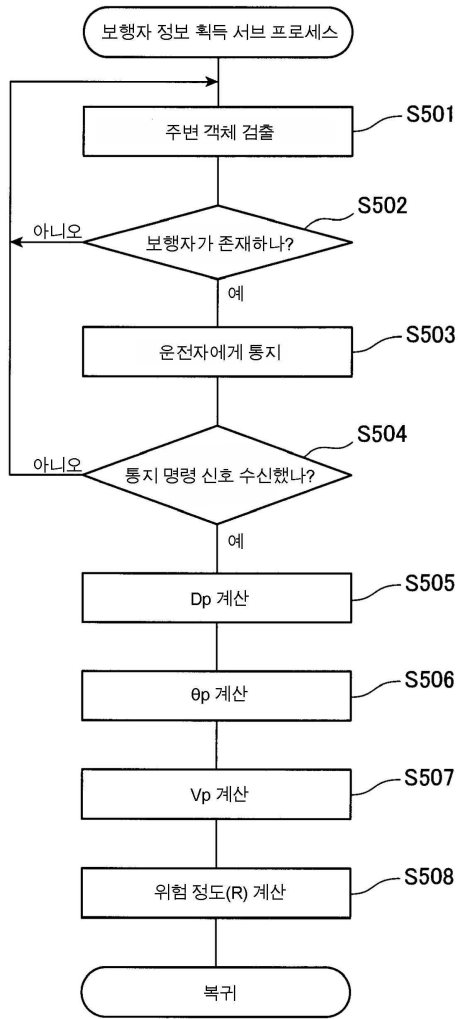 보행자 정보 획득 서브 프로세스
주변 객체 검출
S501
보행자가 존재하나?
S502
아니오
예
운전자에게 통지
S503
통지 명령 신호 수신했나?
S504
아니오
예
Dp 계산
S505
θp 계산
S506
Vp 계산
S507
위험 정도(R) 계산
S508
복귀